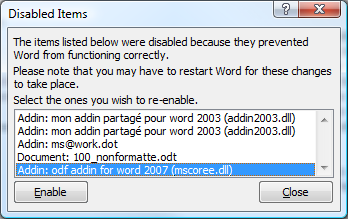 Disabled Items
The items listed below were disabled because they prevented
Word from functioning correctly.
Please note that you may have to restart Word for these changes
to take place.
Select the ones you wish to re-enable.
Addin: mon addin partagé pour word 2003 (addin2003.dll)
Addin: mon addin partagé pour word 2003 (addin2003.dll)
Addin: ms@work.dot
Document: 100_nonformatte.odt
Addin: odf addin for word 2007 (mscoree.dll)
Enable
Close